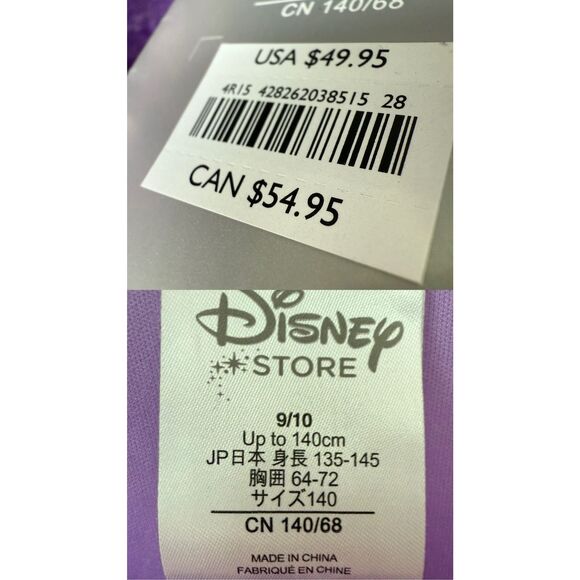 CN 140/68
USA $49.95
4R15 428262038515 28
CAN $54.95
Disney
STORE
9/10
Up to 140cm
JP日本 身長 135-145
胸囲 64-72
サイズ140
CN 140/68
MADE IN CHINA
FABRIQUÉ EN CHINE